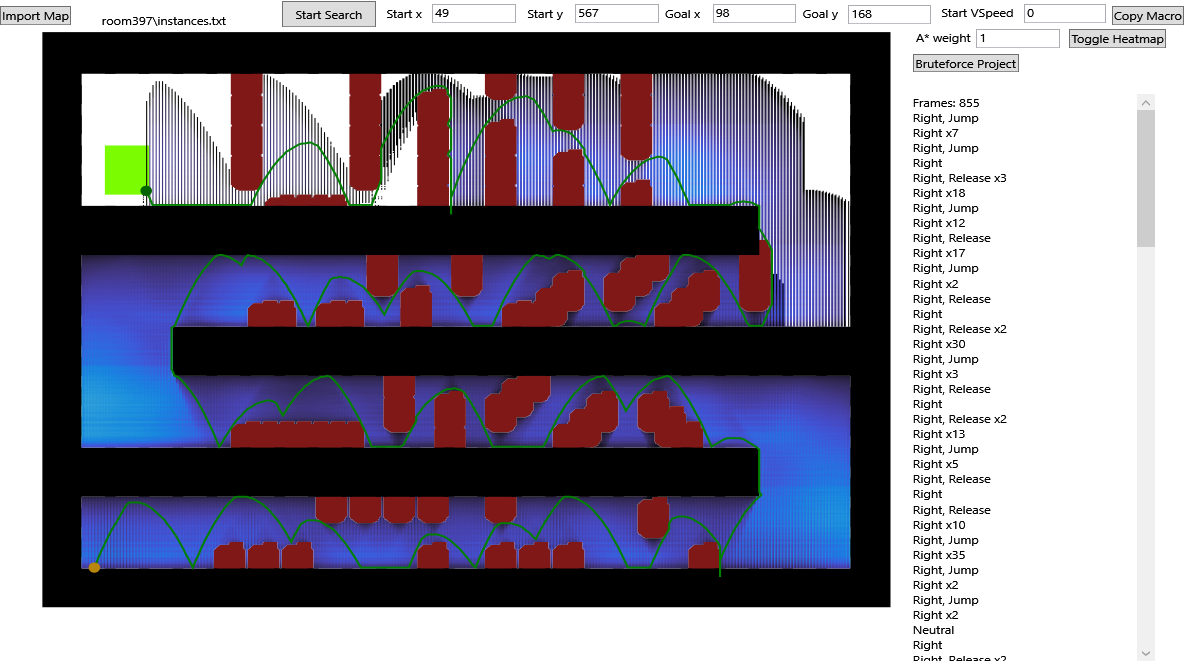 Import Map
room397\instances.txt
Start Search
Start x 49
Start y 567
Goal x 98
Goal y 168
Start VSpeed 0
Copy Macro
A* weight 1
Toggle Heatmap
Bruteforce Project
Frames: 855
Right, Jump
Right x7
Right, Jump
Right
Right, Release x3
Right x18
Right, Jump
Right x12
Right, Release
Right x17
Right, Jump
Right x2
Right, Release
Right
Right, Release x2
Right x30
Right, Jump
Right x3
Right, Release
Right
Right, Release x2
Right x13
Right, Jump
Right x5
Right, Release
Right
Right, Release
Right x10
Right, Jump
Right x35
Right, Jump
Right x2
Right, Jump
Right x2
Neutral
Right
Right, Release x2